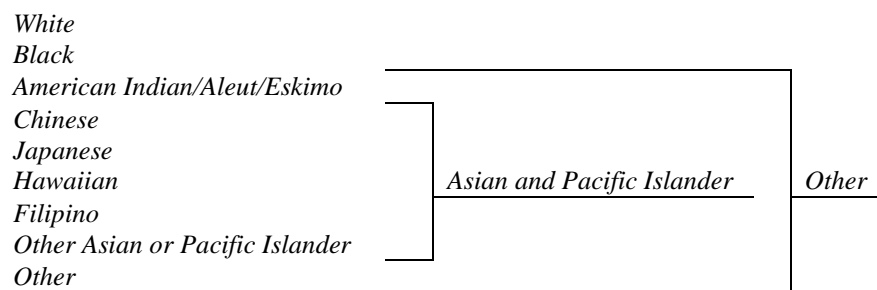 White
Black
American Indian/Aleut/Eskimo
Chinese
Japanese
Hawaiian Asian and Pacific Islander Other
Filipino
Other Asian or Pacific Islander
Other